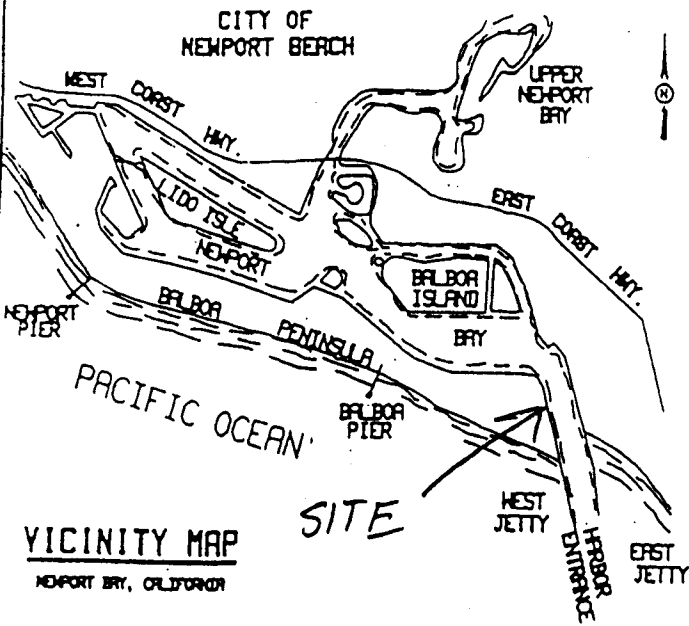 CITY OF
NEWPORT BEACH
WEST COAST HWY.
UPPER
NEWPORT
BAY
N
LIDO ISLE
NEWPORT
EAST COAST HWY.
BALBOA
ISLAND
BAY
NEWPORT
PIER
BALBOA PENINSULA
BALBOA
PIER
PACIFIC OCEAN
SITE
WEST
JETTY
HARBOR
ENTRANCE
EAST
JETTY
VICINITY MAP
NEWPORT BAY, CALIFORNIA